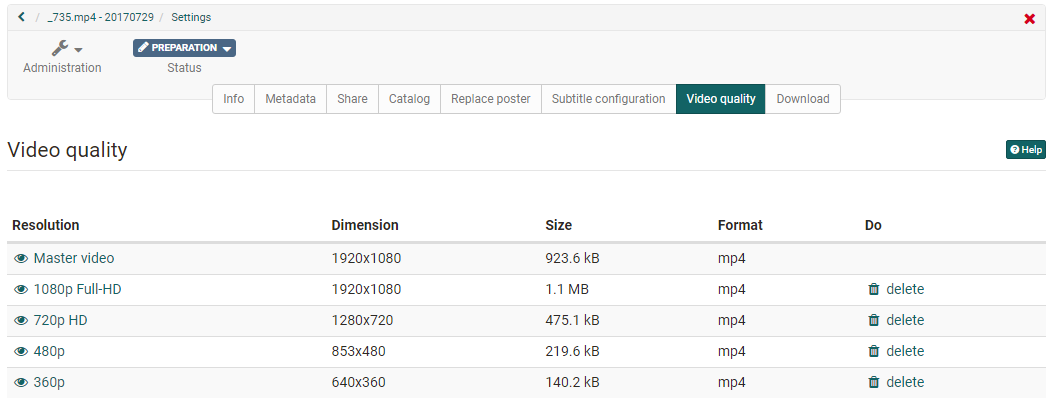 / _735.mp4 - 20170729 / Settings
Administration
PREPARATION
Status
Info Metadata Share Catalog Replace poster Subtitle configuration Video quality Download
Video quality
Help
Resolution Dimension Size Format Do
Master video 1920x1080 923.6 kB mp4
1080p Full-HD 1920x1080 1.1 MB mp4 delete
720p HD 1280x720 475.1 kB mp4 delete
480p 853x480 219.6 kB mp4 delete
360p 640x360 140.2 kB mp4 delete